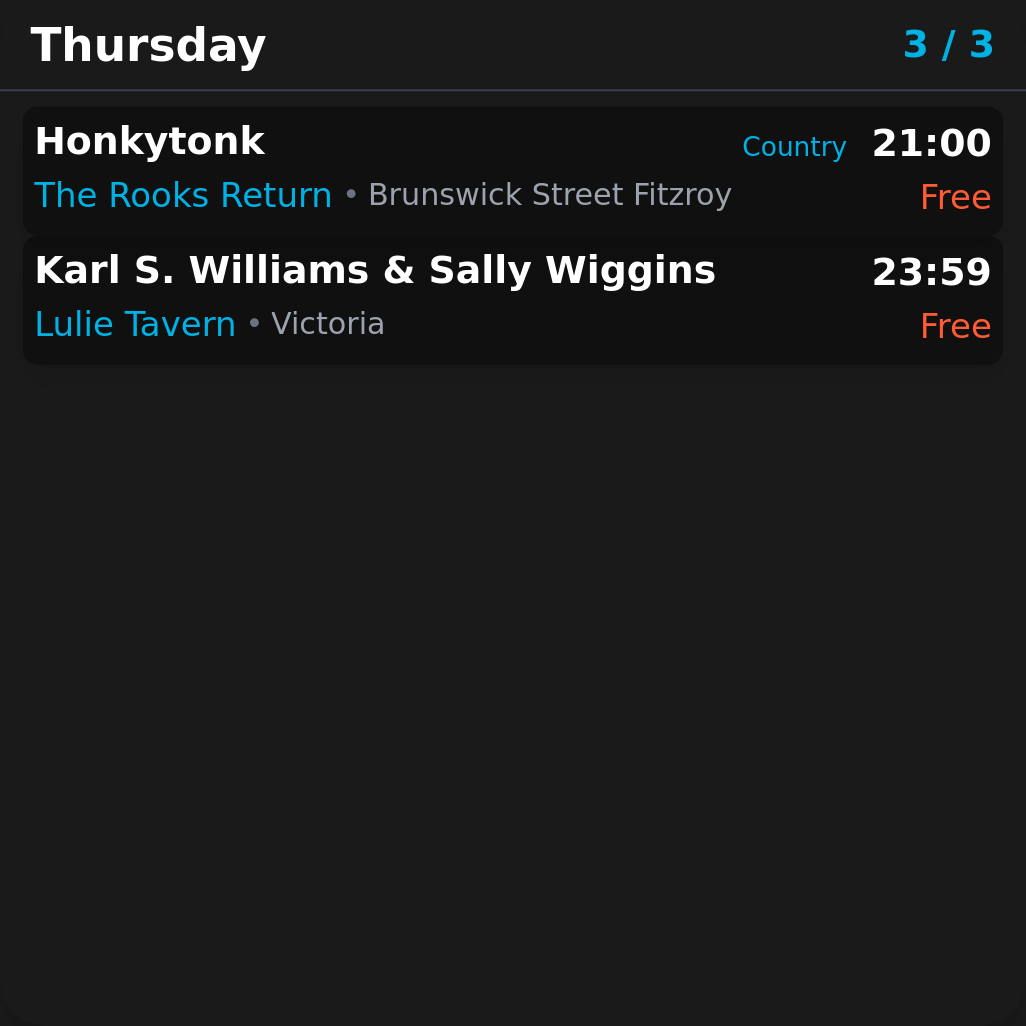 Thursday 3 / 3
Honkytonk Country 21:00
The Rooks Return • Brunswick Street Fitzroy Free
Karl S. Williams & Sally Wiggins 23:59
Lulie Tavern • Victoria Free